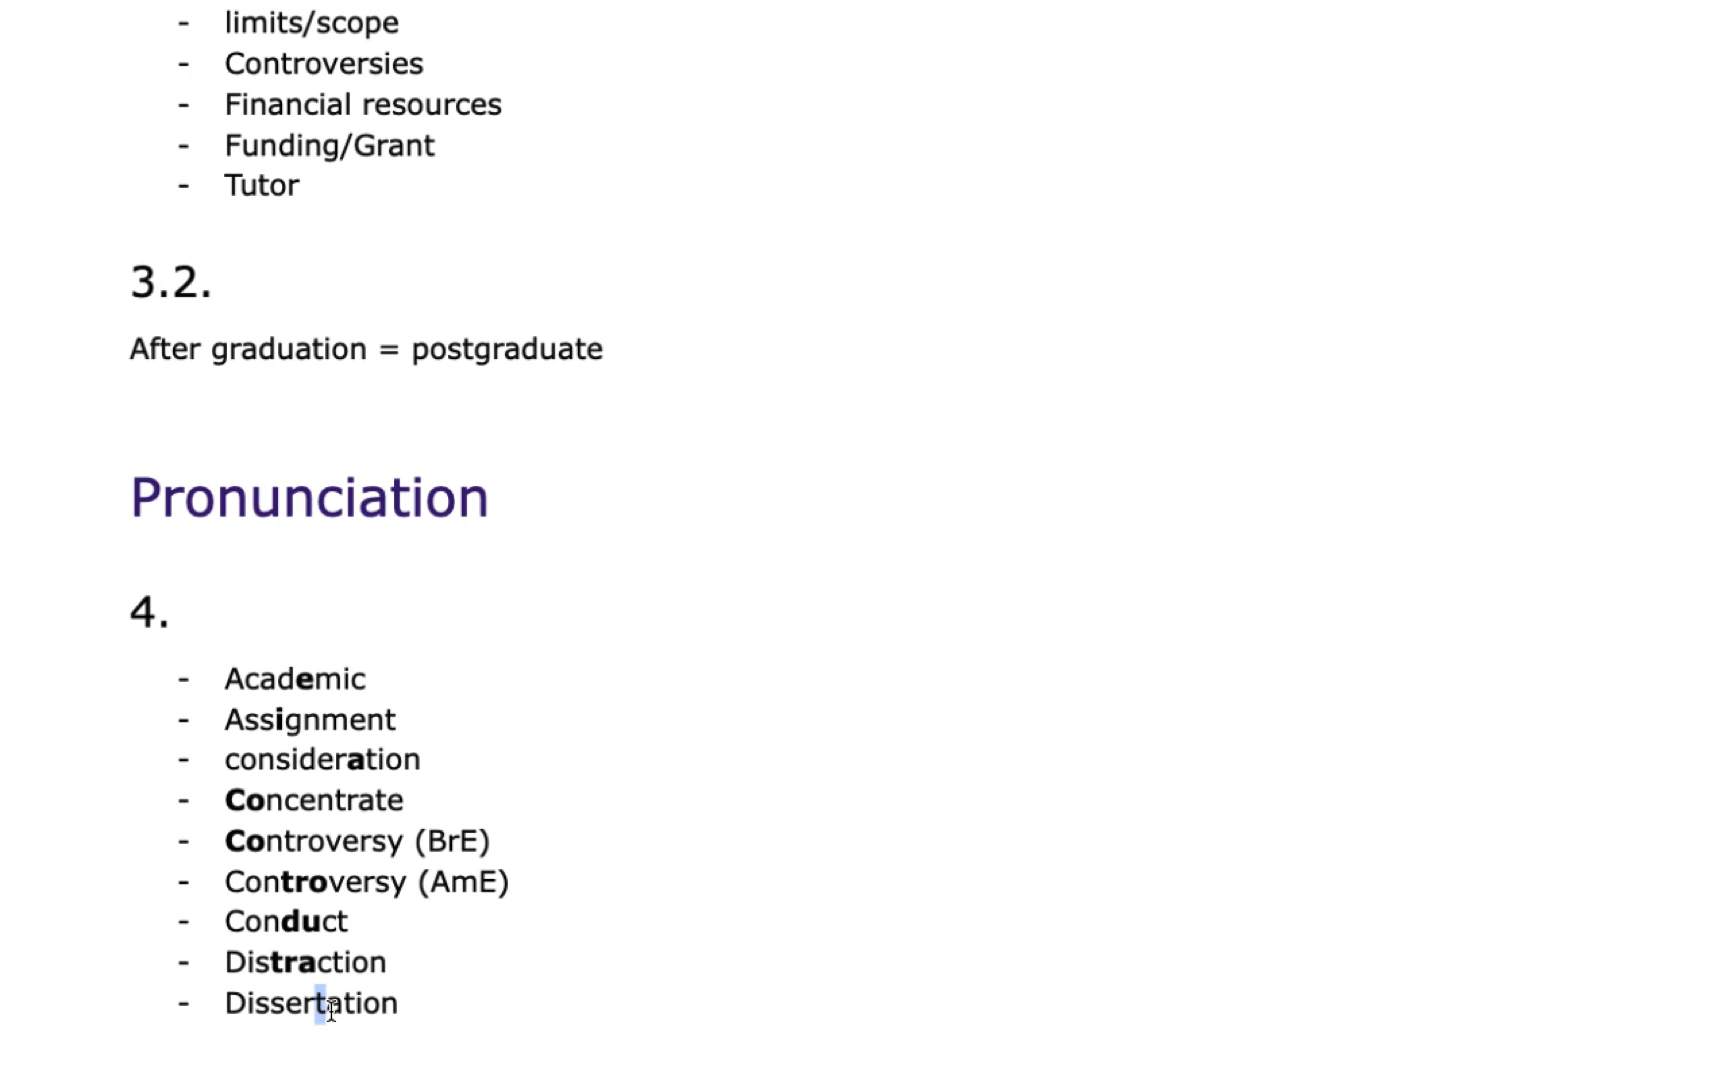 - limits/scope
- Controversies
- Financial resources
- Funding/Grant
- Tutor
3.2.
After graduation = postgraduate
Pronunciation
4.
- Academic
- Assignment
- consideration
- Concentrate
- Controversy (BrE)
- Controversy (AmE)
- Conduct
- Distraction
- Dissertation